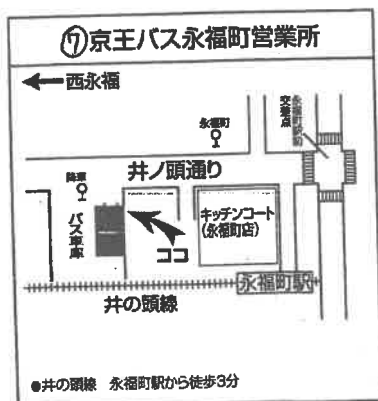 ⑦京王バス永福町営業所
←西永福
永福町駅前
交差点
永福町
井ノ頭通り
降車
バス車庫
ココ
キッチンコート
(永福町店)
永福町駅
井の頭線
●井の頭線 永福町駅から徒歩3分